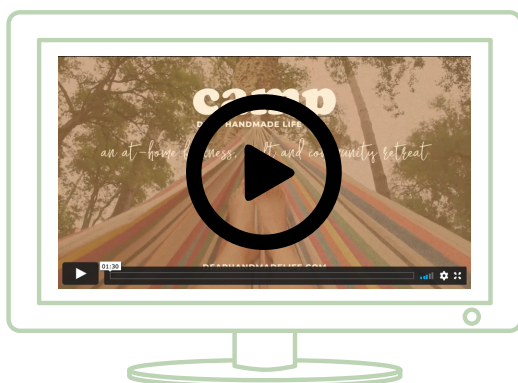 camp
HANDMADE LIFE
an at-home and community retreat
DEARHANDMADELIFE.COM
01:30